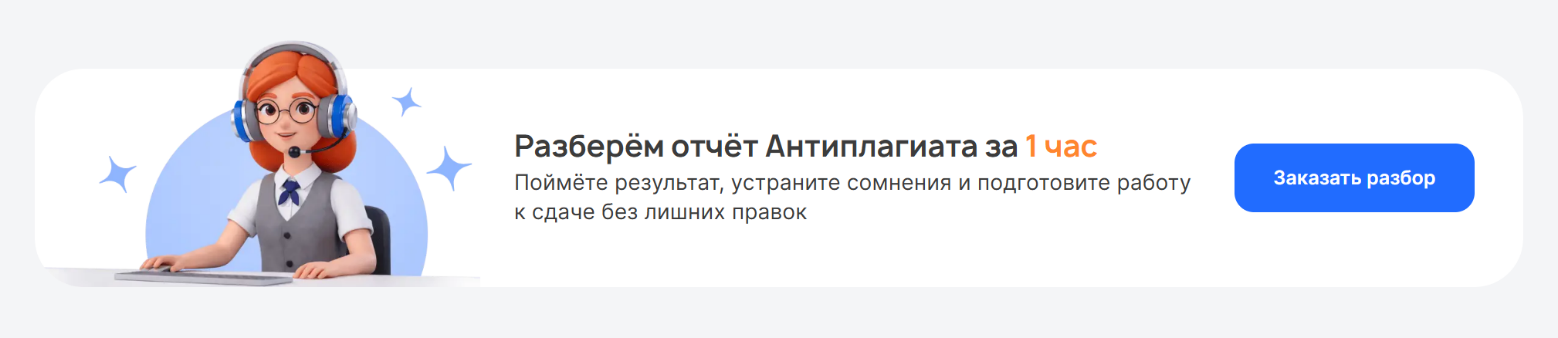 Разберём отчёт Антиплагиата за 1 час
Поймёте результат, устраните сомнения и подготовите работу
к сдаче без лишних правок
Заказать разбор